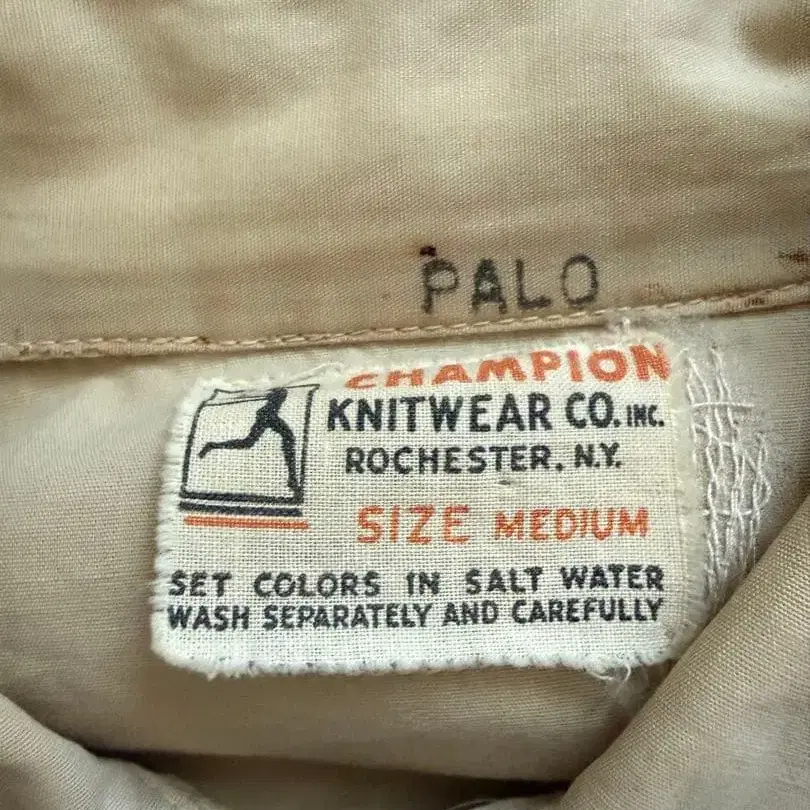 PALO
CHAMPION
KNITWEAR CO. INC.
ROCHESTER. N.Y.
SIZE MEDIUM
SET COLORS IN SALT WATER
WASH SEPARATELY AND CAREFULLY